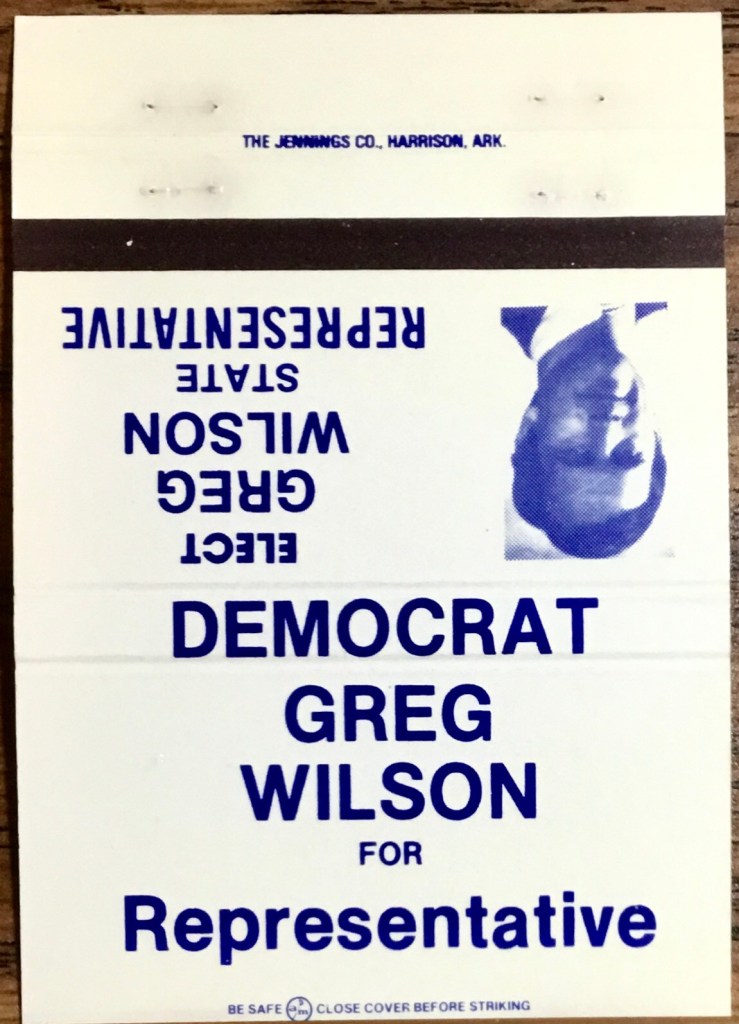 THE JENNINGS CO., HARRISON, ARK.
ELECT
GREG
WILSON
STATE
REPRESENTATIVE
DEMOCRAT
GREG
WILSON
FOR
Representative
BE SAFE CLOSE COVER BEFORE STRIKING